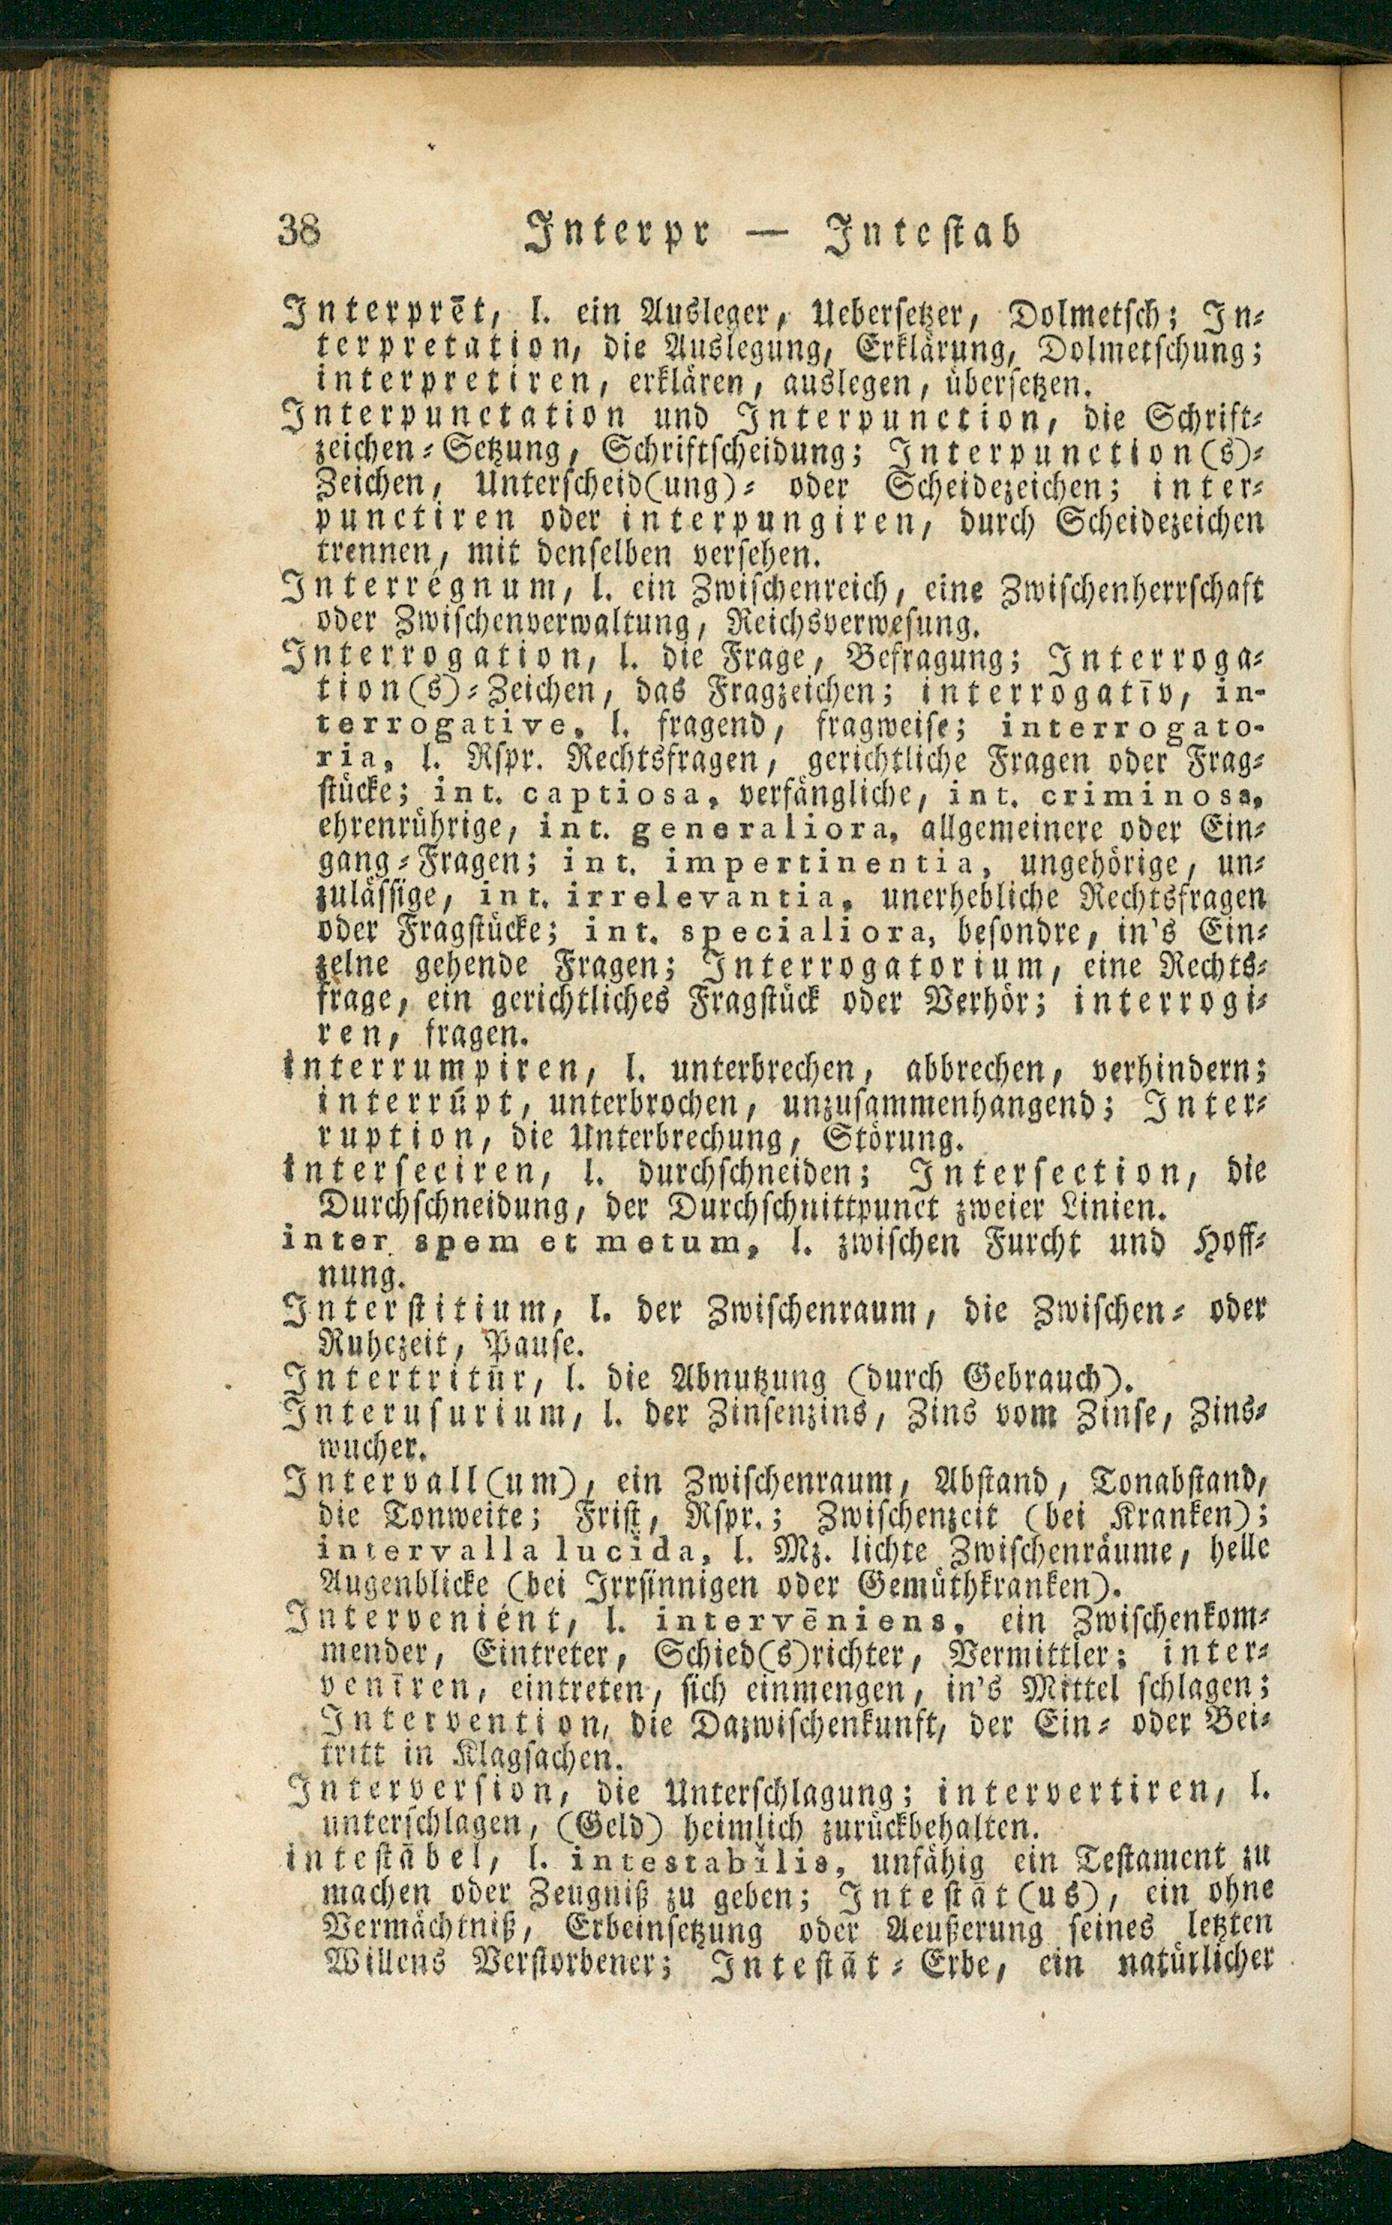 38 Interpr — Intestab
Interprēt, l. ein Ausleger, Uebersetzer, Dolmetsch; In-
terpretation, die Auslegung, Erklärung, Dolmetschung;
interpretiren, erklären, auslegen, übersetzen.
Interpunctation und Interpunction, die Schrift-
zeichen-Setzung, Schriftscheidung; Interpunction(s)-
Zeichen, Unterscheid(ung)- oder Scheidezeichen; inter-
punctiren oder interpungiren, durch Scheidezeichen
trennen, mit denselben versehen.
Interrégnum, l. ein Zwischenreich, eine Zwischenherrschaft
oder Zwischenverwaltung, Reichsverwesung.
Interrogation, l. die Frage, Befragung; Interroga-
tion(s)-Zeichen, das Fragzeichen; interrogatīv, in-
terrogative, l. fragend, fragweise; interrogato-
ria, l. Rspr. Rechtsfragen, gerichtliche Fragen oder Frag-
stücke; int. captiosa, verfängliche, int. criminosa,
ehrenrührige, int. generaliora, allgemeinere oder Ein-
gang-Fragen; int. impertinentia, ungehörige, un-
zulässige, int. irrelevantia, unerhebliche Rechtsfragen
oder Fragstücke; int. specialiora, besondre, in's Ein-
zelne gehende Fragen; Interrogatorium, eine Rechts-
frage, ein gerichtliches Fragstück oder Verhör; interrogi-
ren, fragen.
interrumpiren, l. unterbrechen, abbrechen, verhindern;
interrūpt, unterbrochen, unzusammenhangend; Inter-
ruption, die Unterbrechung, Störung.
interseciren, l. durchschneiden; Intersection, die
Durchschneidung, der Durchschnittpunct zweier Linien.
inter spem et metum, l. zwischen Furcht und Hoff-
nung.
Interstitium, l. der Zwischenraum, die Zwischen- oder
Ruhezeit, Pause.
Intertritūr, l. die Abnutzung (durch Gebrauch).
Interusurium, l. der Zinsenzins, Zins vom Zinse, Zins-
wucher.
Intervall(um), ein Zwischenraum, Abstand, Tonabstand,
die Tonweite; Frist, Rspr.; Zwischenzeit (bei Kranken);
intervalla lucida, l. Mz. lichte Zwischenräume, helle
Augenblicke (bei Irrsinnigen oder Gemüthkranken).
Interveniént, l. intervēniens, ein Zwischenkom-
mender, Eintreter, Schied(s)richter, Vermittler; inter-
venīren, eintreten, sich einmengen, in's Mittel schlagen;
Intervention, die Dazwischenkunft, der Ein- oder Bei-
tritt in Klagsachen.
Interversion, die Unterschlagung; intervertiren, l.
unterschlagen, (Geld) heimlich zurückbehalten.
intestābel, l. intestabĭlis, unfähig ein Testament zu
machen oder Zeugniß zu geben; Intestāt(us), ein ohne
Vermächtniß, Erbeinsetzung oder Aeußerung seines letzten
Willens Verstorbener; Intestāt-Erbe, ein natürlicher